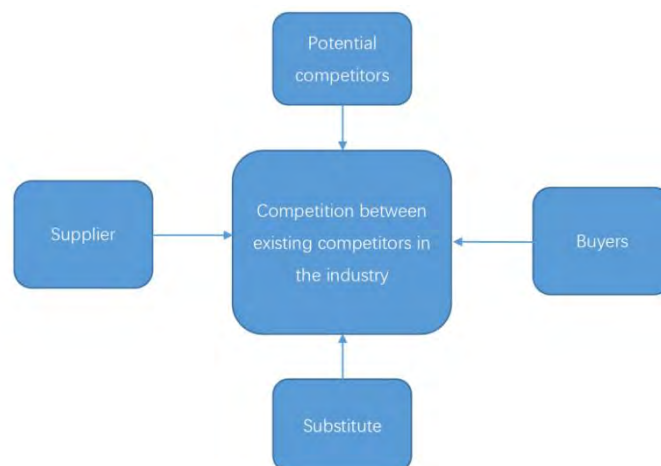 Potential
competitors
Supplier
Competition between
existing competitors in
the industry
Buyers
Substitute